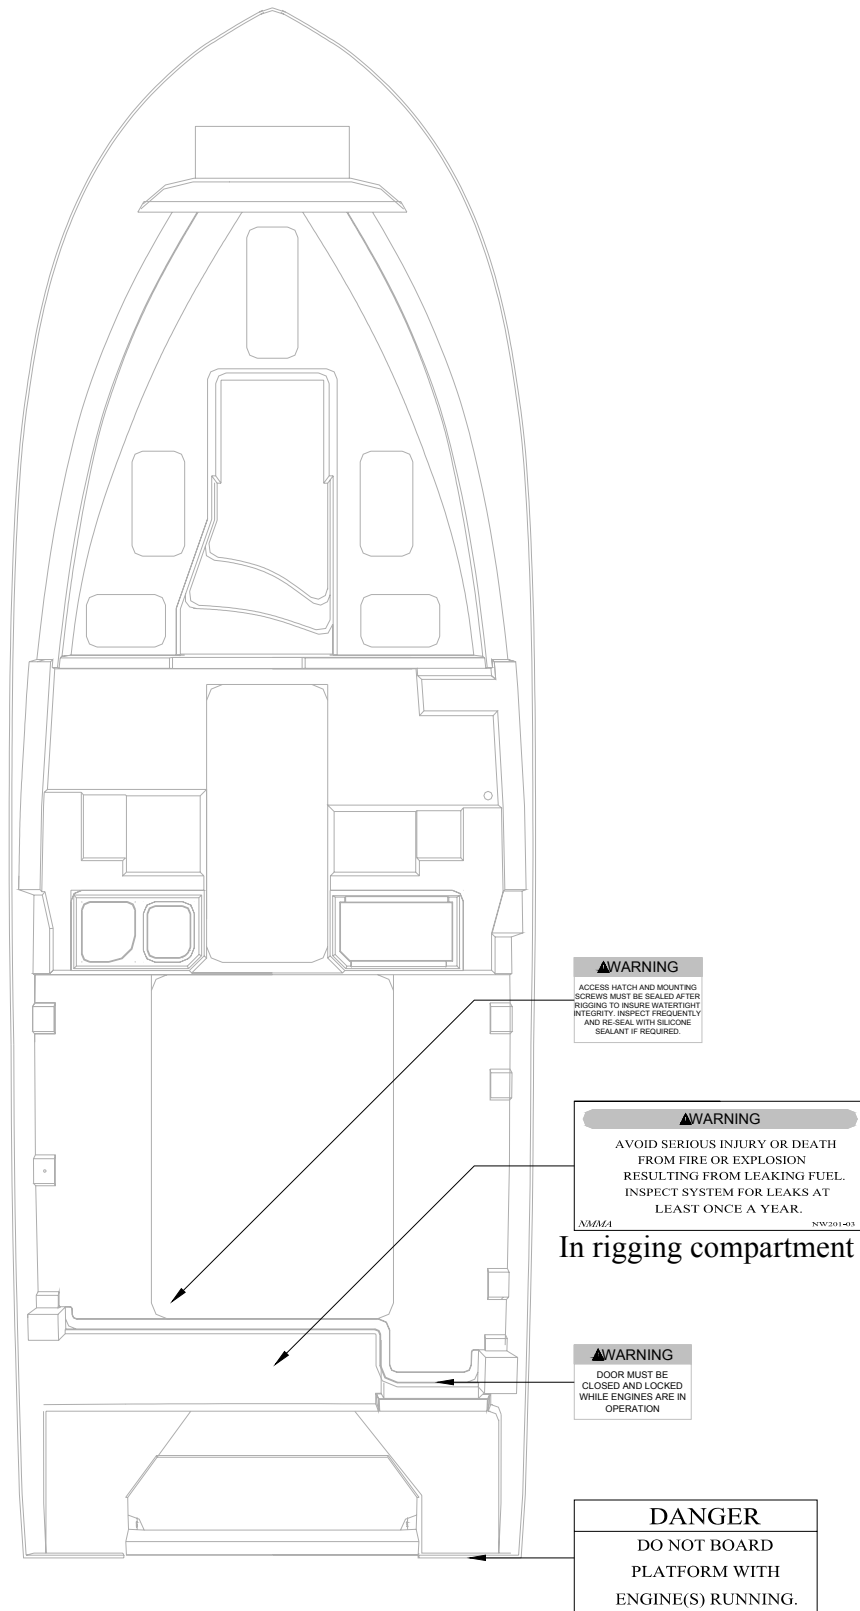 WARNING
ACCESS HATCH AND MOUNTING
SCREWS MUST BE SEALED AFTER
RIGGING TO INSURE WATERTIGHT
INTEGRITY. INSPECT FREQUENTLY
AND RE-SEAL WITH SILICONE
SEALANT IF REQUIRED.
WARNING
AVOID SERIOUS INJURY OR DEATH
FROM FIRE OR EXPLOSION
RESULTING FROM LEAKING FUEL.
INSPECT SYSTEM FOR LEAKS AT
LEAST ONCE A YEAR.
NMMA NW201-03
In rigging compartment
WARNING
DOOR MUST BE
CLOSED AND LOCKED
WHILE ENGINES ARE IN
OPERATION
DANGER
DO NOT BOARD
PLATFORM WITH
ENGINE(S) RUNNING.